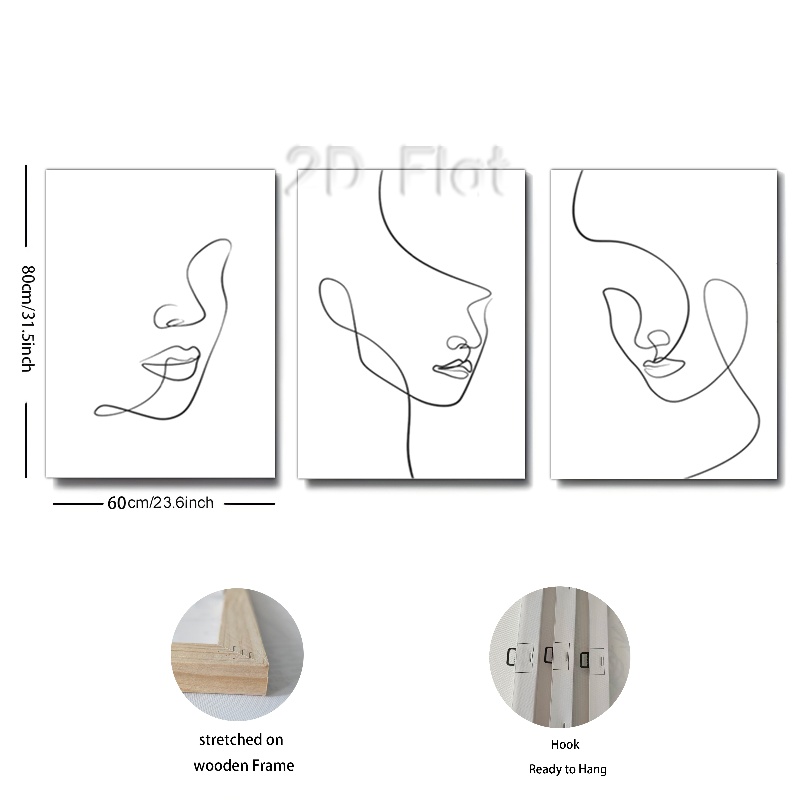 2D Flat
80cm/31.5inch
60cm/23.6inch
stretched on
wooden Frame
Hook
Ready to Hang